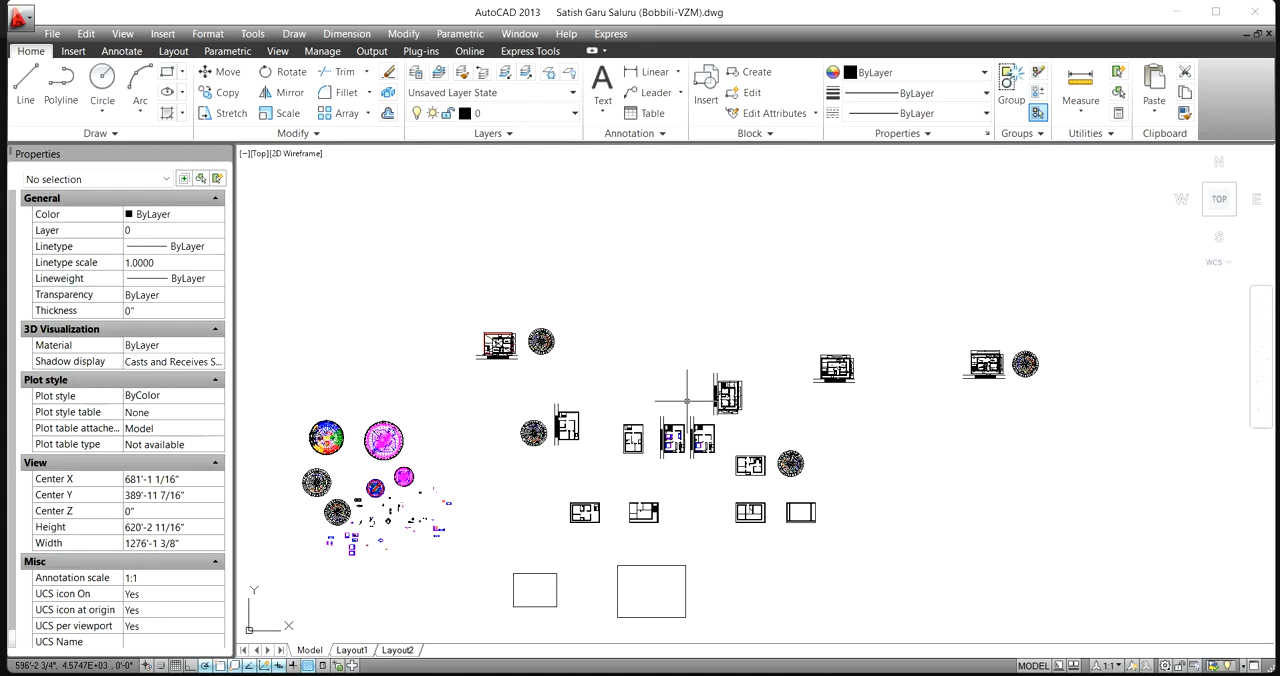 AutoCAD 2013 Satish Garu Saluru (Bobbili-VZM).dwg
File Edit View Insert Format Tools Draw Dimension Modify Parametric Window Help Express
Home Insert Annotate Layout Parametric View Manage Output Plug-ins Online Express Tools
Move Rotate Trim ByLayer Linear Create
Line Polyline Circle Arc Copy Mirror Fillet Unsaved Layer State Text Leader Insert Edit ByLayer Group Measure Paste
Stretch Scale Array 0 Table Edit Attributes ByLayer
Draw Modify Layers Annotation Block Properties Groups Utilities Clipboard
Properties
[−][Top][2D Wireframe]
No selection
General
Color ByLayer
Layer 0
Linetype ByLayer
Linetype scale 1.0000
Lineweight ByLayer
Transparency ByLayer
Thickness 0"
3D Visualization
Material ByLayer
Shadow display Casts and Receives S...
Plot style
Plot style ByColor
Plot style table None
Plot table attache... Model
Plot table type Not available
View
Center X 681'-1 1/16"
Center Y 389'-11 7/16"
Center Z 0"
Height 620'-2 11/16"
Width 1276'-1 3/8"
Misc
Annotation scale 1:1
UCS icon On Yes
UCS icon at origin Yes
UCS per viewport Yes
UCS Name
N
W TOP E
S
WCS
Y
X
Model Layout1 Layout2
596'-2 3/4", 4.5747E+03 , 0'-0" MODEL 1:1